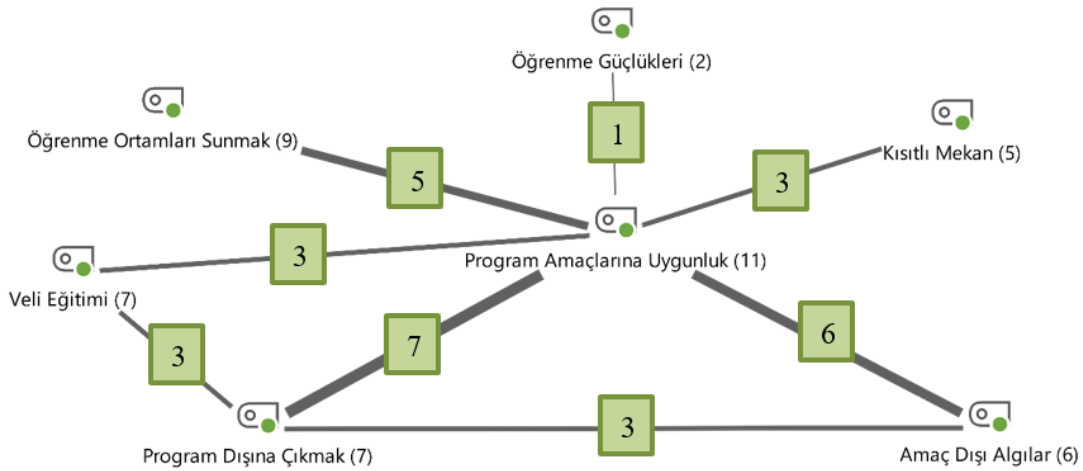 Öğrenme Güçlükleri (2)
1
Öğrenme Ortamları Sunmak (9)
Kısıtlı Mekan (5)
5
3
3
Program Amaçlarına Uygunluk (11)
Veli Eğitimi (7)
3
7
6
3
Program Dışına Çıkmak (7)
Amaç Dışı Algılar (6)